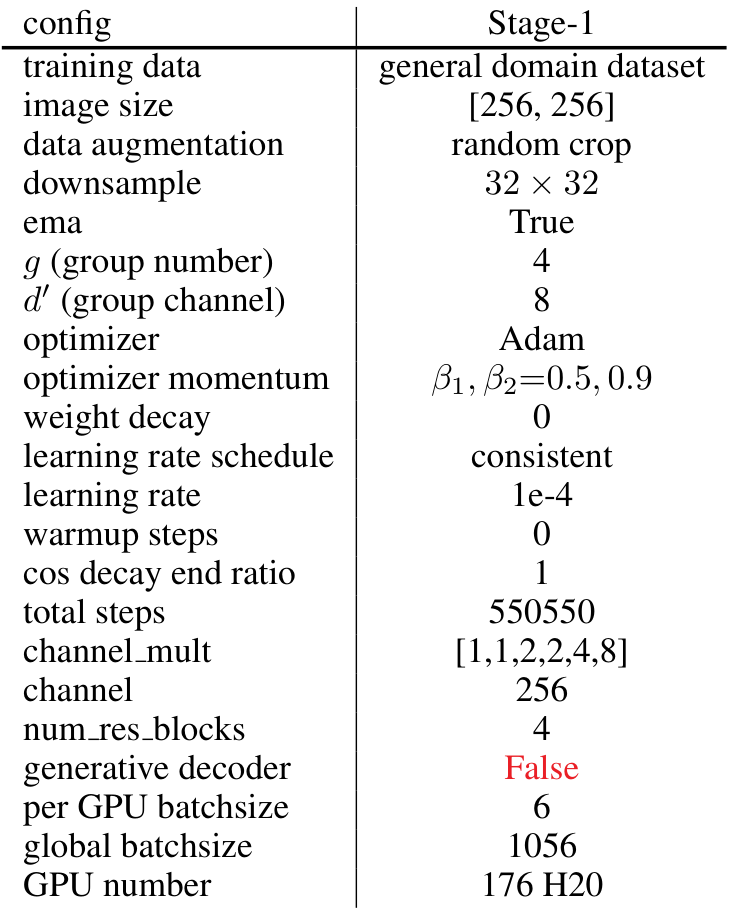 config Stage-1
training data general domain dataset
image size [256, 256]
data augmentation random crop
downsample 32 × 32
ema True
g (group number) 4
d′ (group channel) 8
optimizer Adam
optimizer momentum β₁, β₂=0.5, 0.9
weight decay 0
learning rate schedule consistent
learning rate 1e-4
warmup steps 0
cos decay end ratio 1
total steps 550550
channel_mult [1,1,2,2,4,8]
channel 256
num_res_blocks 4
generative decoder False
per GPU batchsize 6
global batchsize 1056
GPU number 176 H20